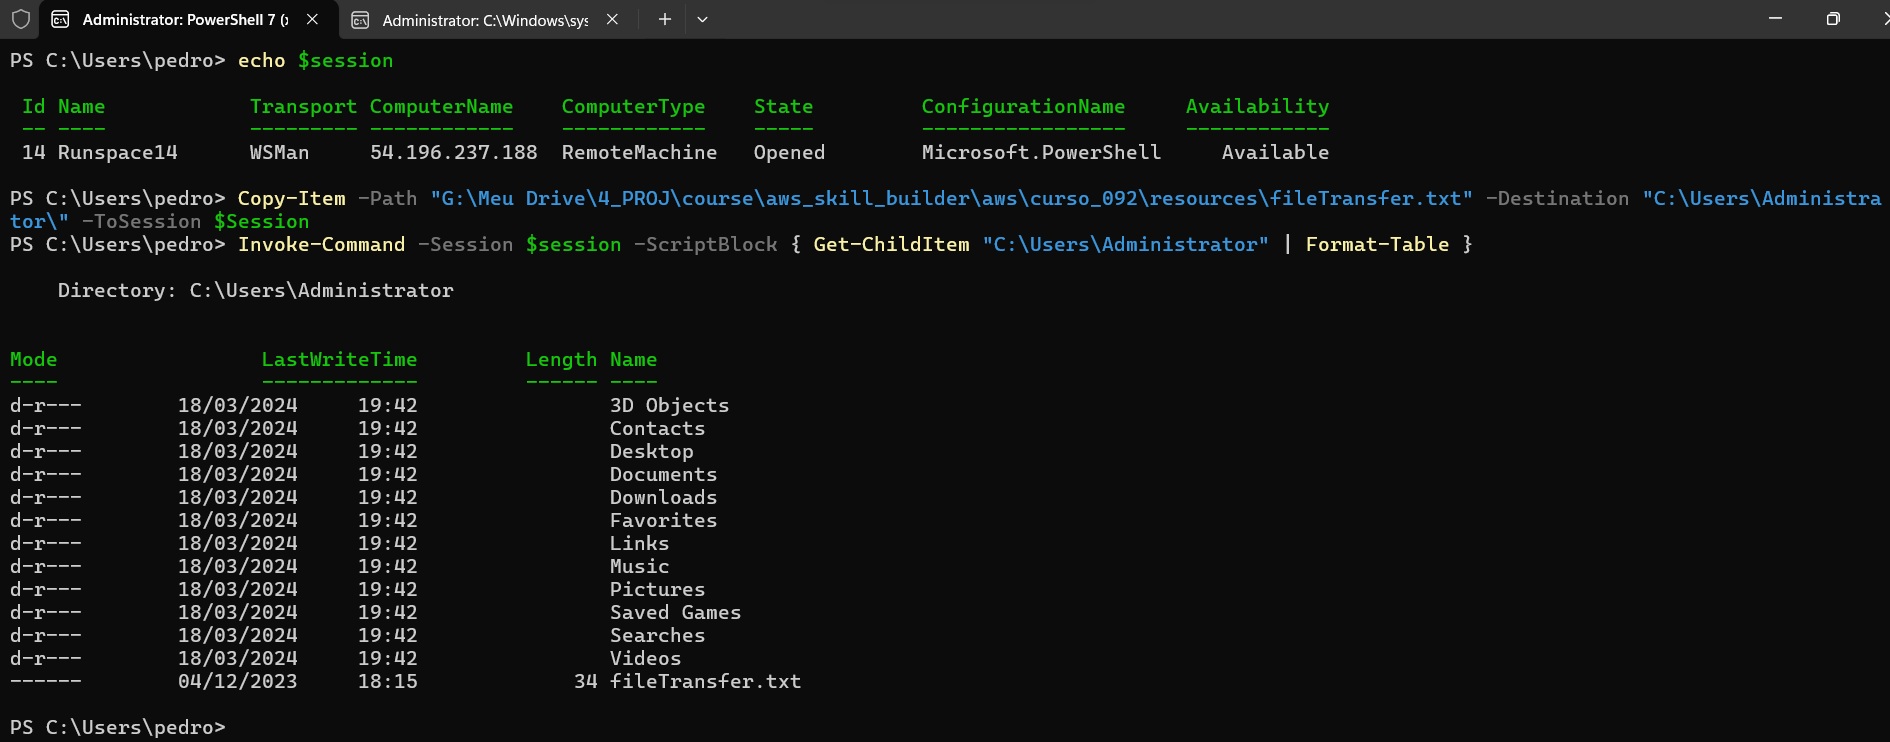 Administrator: PowerShell 7 (x
Administrator: C:\Windows\sys
PS C:\Users\pedro> echo $session
Id Name Transport ComputerName ComputerType State ConfigurationName Availability
-- ---- --------- ------------ ------------ ----- ----------------- ------------
14 Runspace14 WSMan 54.196.237.188 RemoteMachine Opened Microsoft.PowerShell Available
PS C:\Users\pedro> Copy-Item -Path "G:\Meu Drive\4_PROJ\course\aws_skill_builder\aws\curso_092\resources\fileTransfer.txt" -Destination "C:\Users\Administra
tor\" -ToSession $Session
PS C:\Users\pedro> Invoke-Command -Session $session -ScriptBlock { Get-ChildItem "C:\Users\Administrator" | Format-Table }
Directory: C:\Users\Administrator
Mode LastWriteTime Length Name
---- ------------- ------ ----
d-r--- 18/03/2024 19:42 3D Objects
d-r--- 18/03/2024 19:42 Contacts
d-r--- 18/03/2024 19:42 Desktop
d-r--- 18/03/2024 19:42 Documents
d-r--- 18/03/2024 19:42 Downloads
d-r--- 18/03/2024 19:42 Favorites
d-r--- 18/03/2024 19:42 Links
d-r--- 18/03/2024 19:42 Music
d-r--- 18/03/2024 19:42 Pictures
d-r--- 18/03/2024 19:42 Saved Games
d-r--- 18/03/2024 19:42 Searches
d-r--- 18/03/2024 19:42 Videos
------ 04/12/2023 18:15 34 fileTransfer.txt
PS C:\Users\pedro>